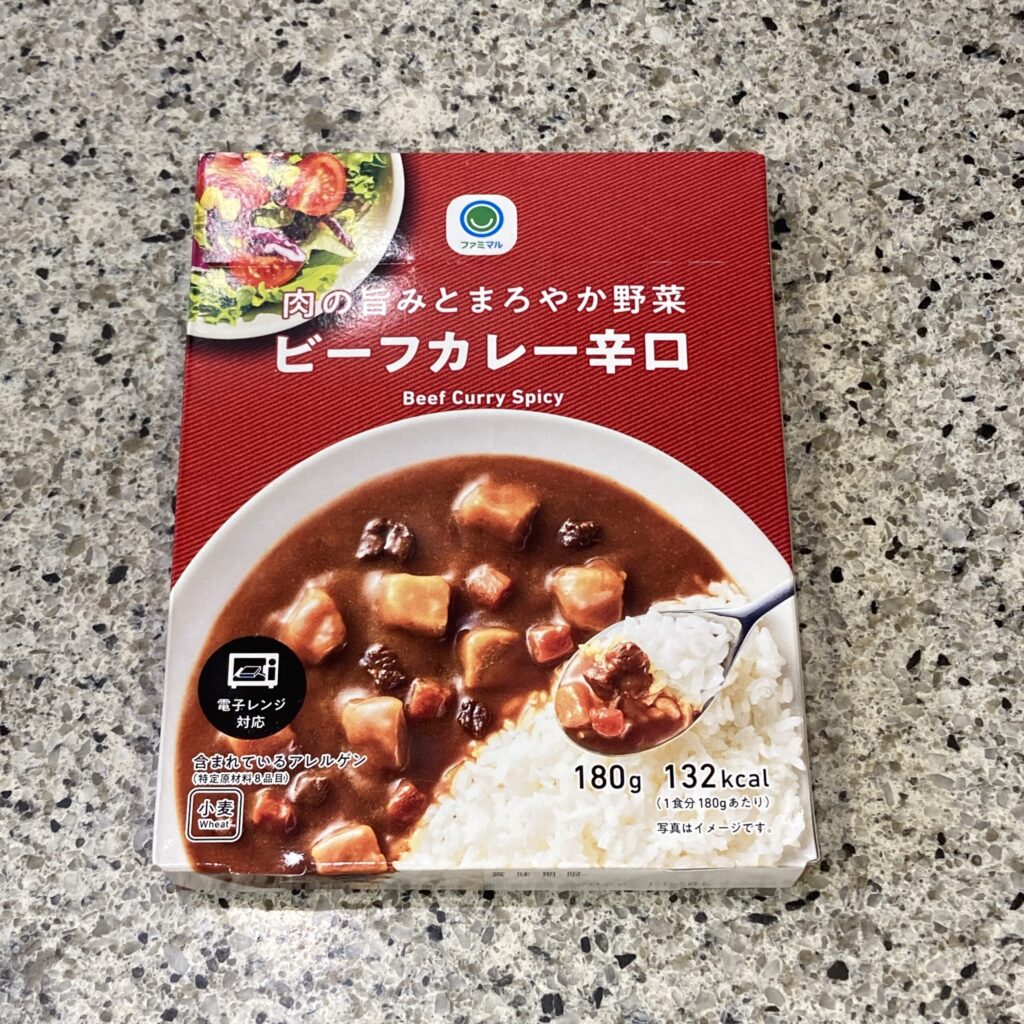 ファミマル
肉の旨みとまろやか野菜
ビーフカレー辛口
Beef Curry Spicy
電子レンジ
対応
含まれているアレルゲン
(特定原材料8品目)
小麦
Wheat
180g 132kcal
(1食分180gあたり)
写真はイメージです。
賞味期限